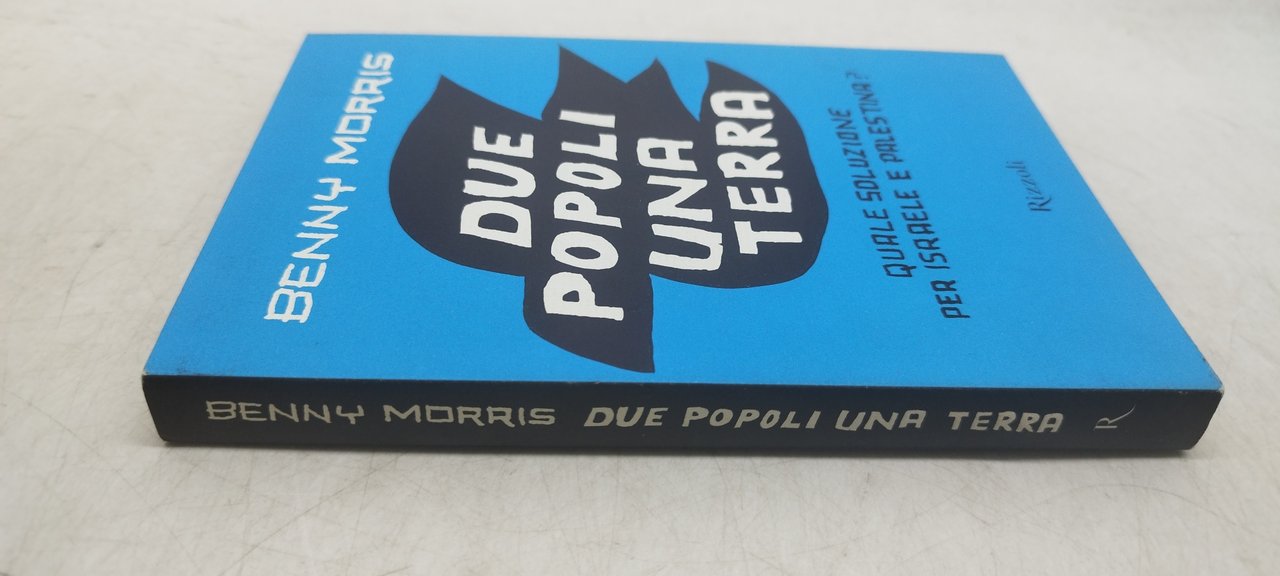 BENNY MORRIS
DUE
POPOLI
UNA
TERRA
QUALE SOLUZIONE
PER ISRAELE E PALESTINA?
Rizzoli
BENNY MORRIS DUE POPOLI UNA TERRA R